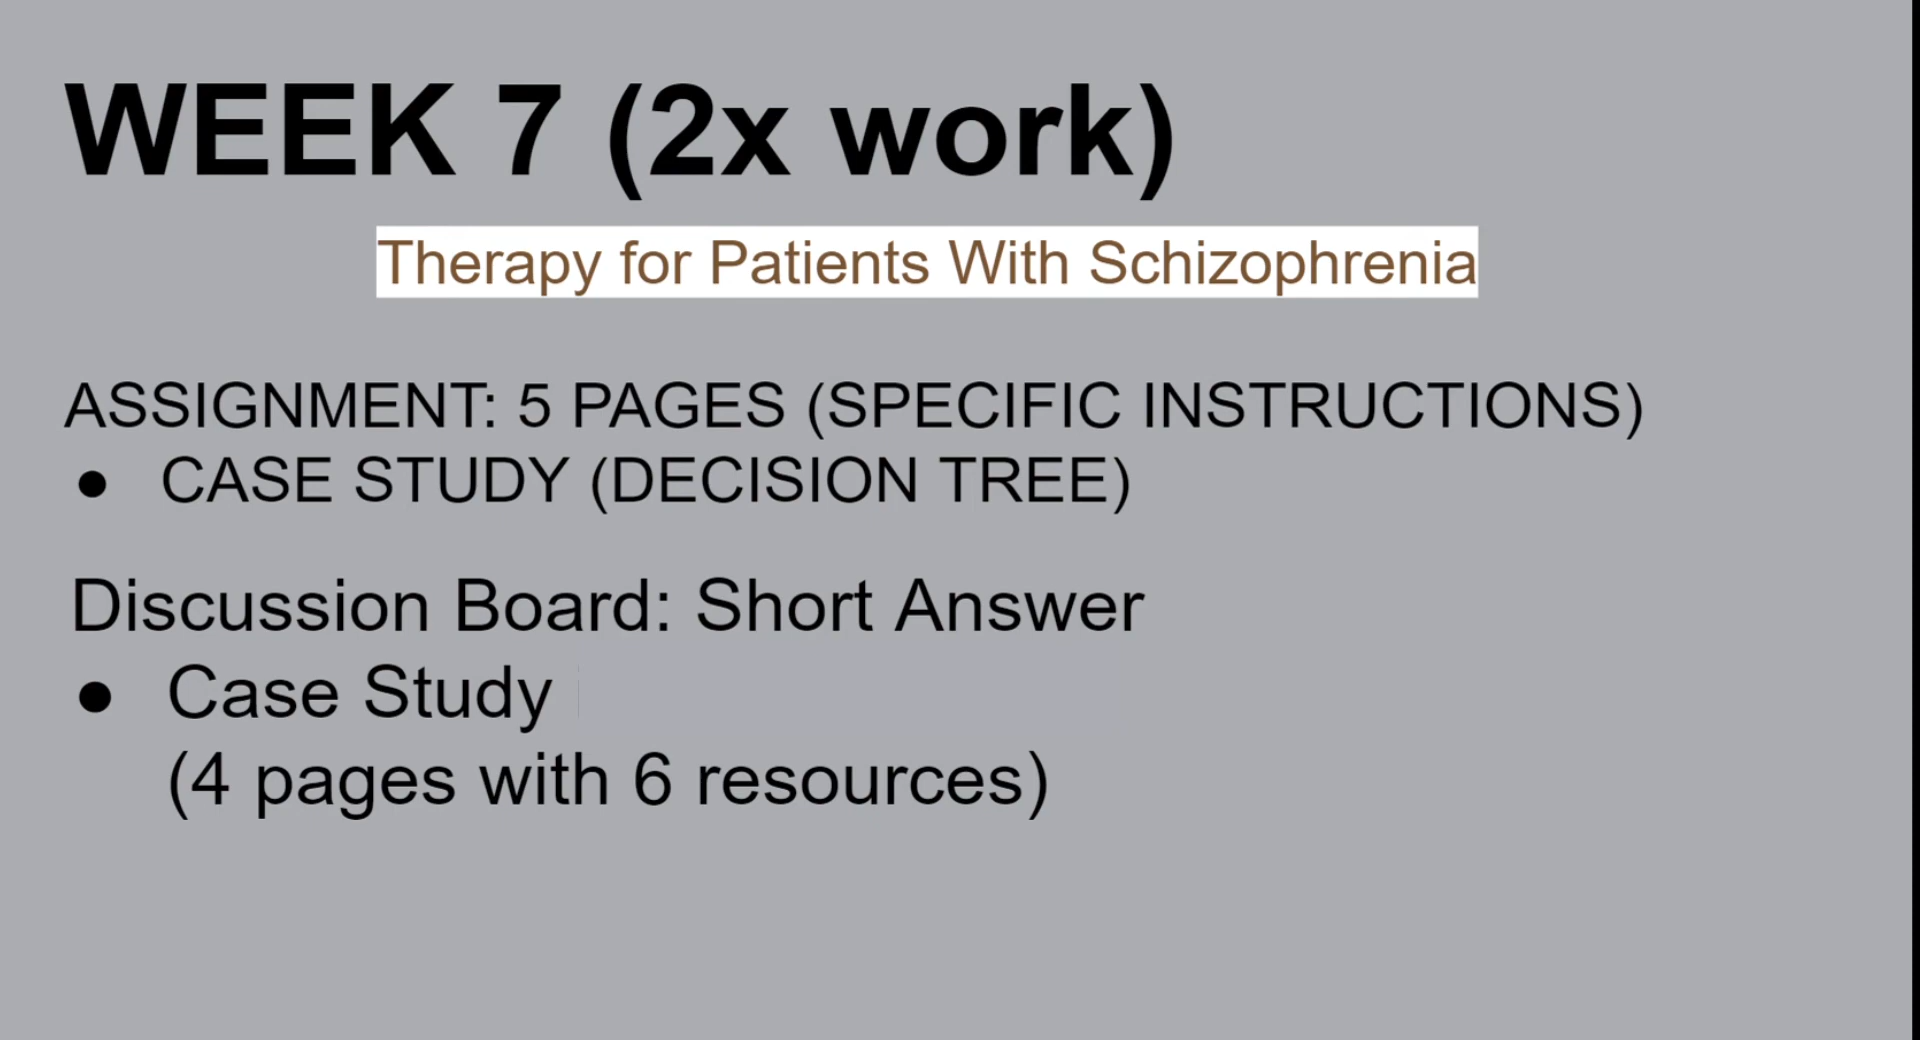 WEEK 7 (2x work)
Therapy for Patients With Schizophrenia
ASSIGNMENT: 5 PAGES (SPECIFIC INSTRUCTIONS)
● CASE STUDY (DECISION TREE)
Discussion Board: Short Answer
● Case Study
(4 pages with 6 resources)